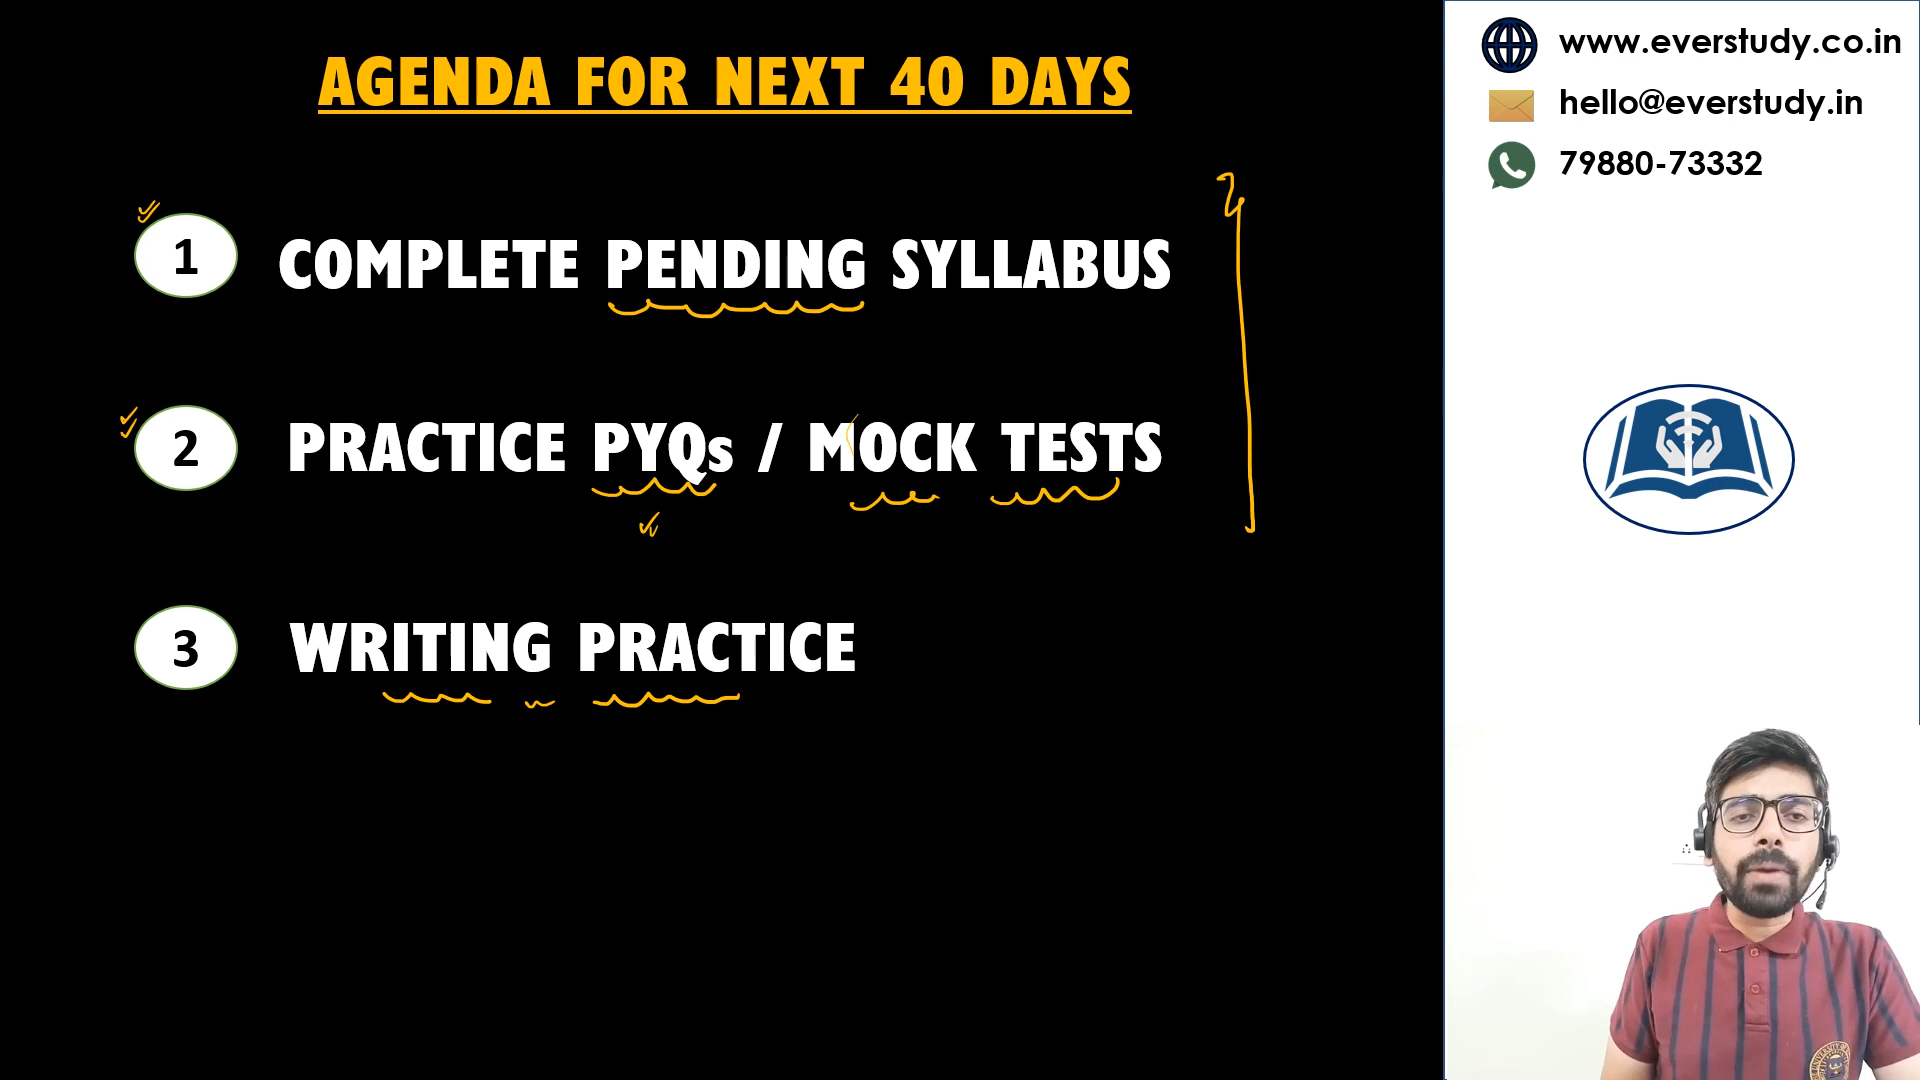 AGENDA FOR NEXT 40 DAYS
1 COMPLETE PENDING SYLLABUS
2 PRACTICE PYQs / MOCK TESTS
3 WRITING PRACTICE
www.everstudy.co.in
hello@everstudy.in
79880-73332